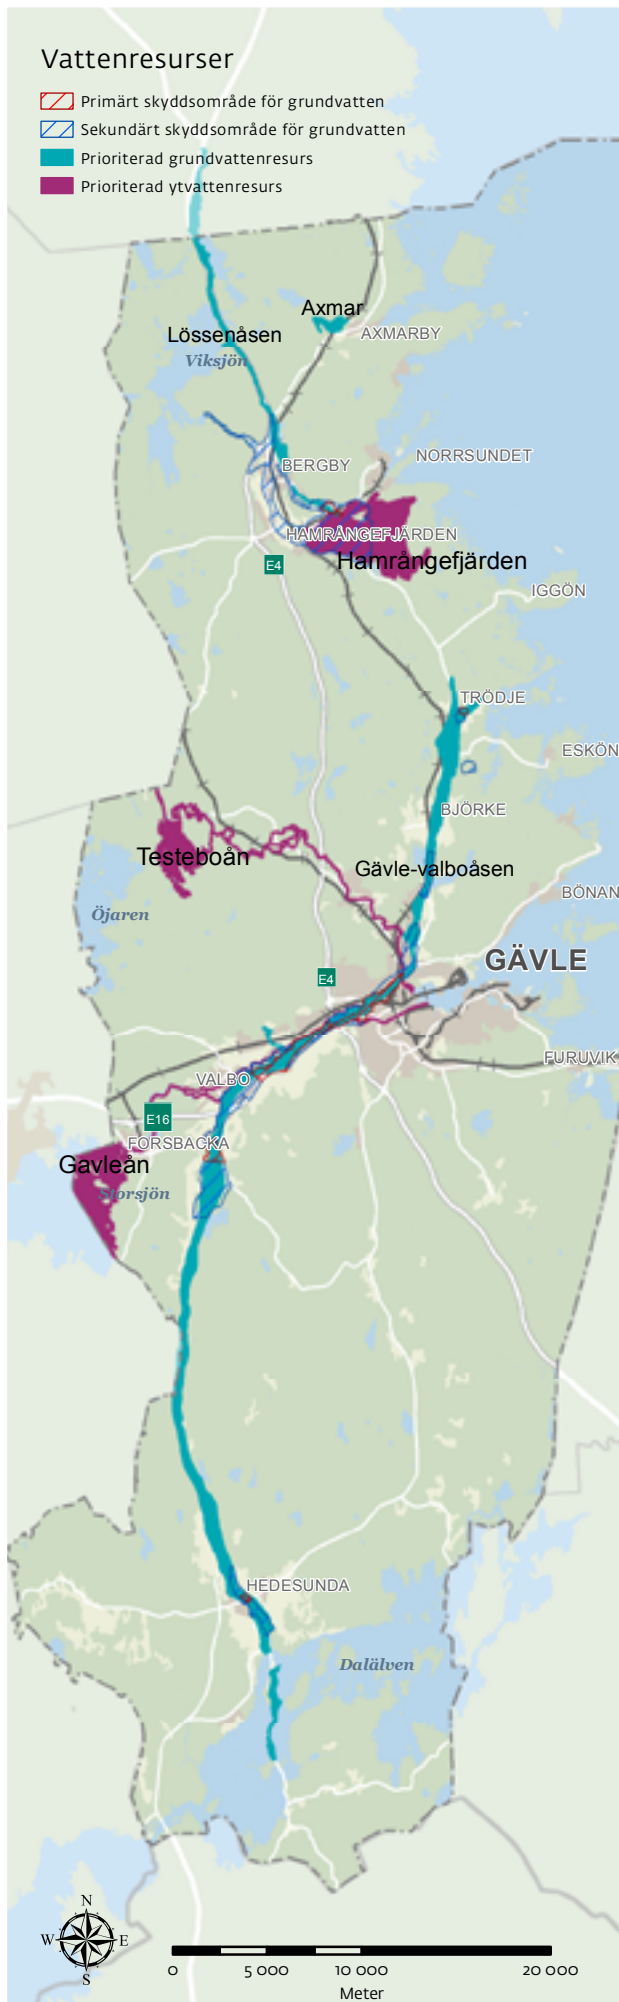 Vattenresurser
Primärt skyddsområde för grundvatten
Sekundärt skyddsområde för grundvatten
Prioriterad grundvattenresurs
Prioriterad ytvattenresurs
Axmar
AXMARBY
Lössenåsen
Viksjön
NORRSUNDET
BERGBY
HAMRÅNGEFJÄRDEN
Hamrångefjärden
E4
IGGÖN
TRÖDJE
ESKÖN
BJÖRKE
Testeboån
Gävle-valboåsen
BÖNAN
Öjaren
GÄVLE
E4
FURUVIK
VALBO
E16
FORSBACKA
Gavleån
Storsjön
HEDESUNDA
Dalälven
N
W E
S
0 5 000 10 000 20 000
Meter